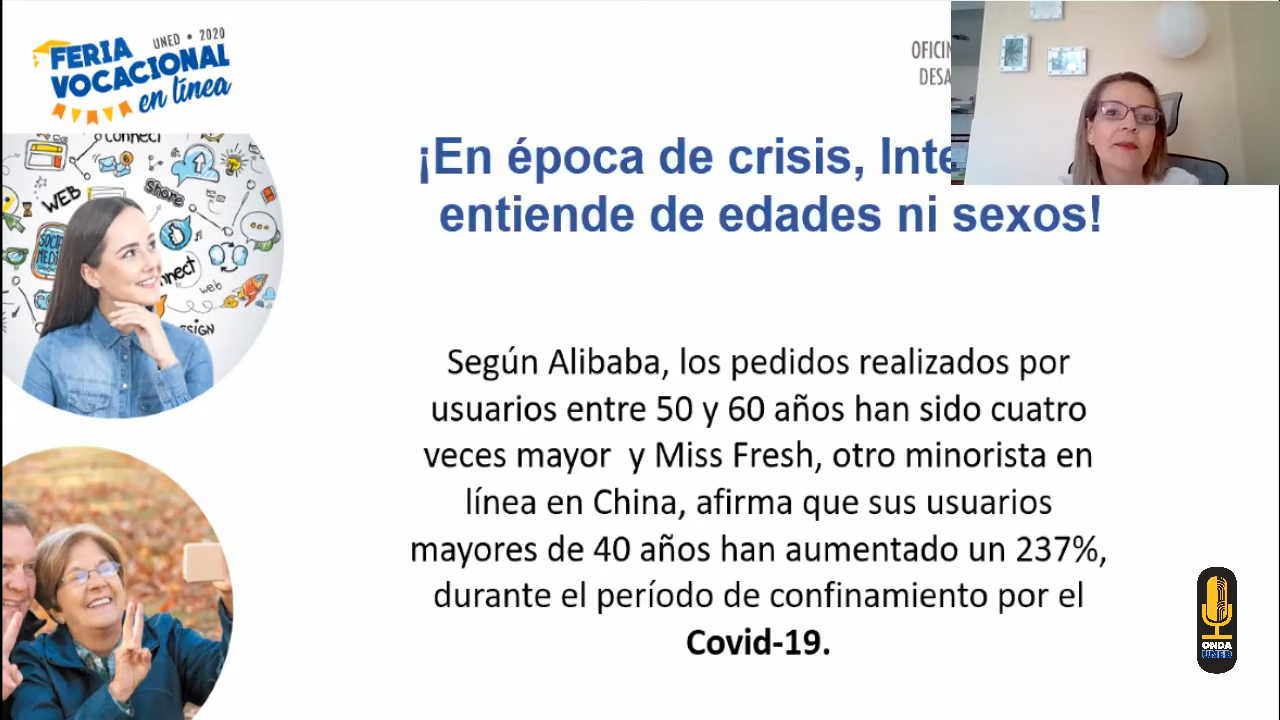 FERIA
UNED • 2020
VOCACIONAL
en línea
OFICIN
DESA
¡En época de crisis, Inte
entiende de edades ni sexos!
connect
WEB
Share
SOCIAL
MEDIA
web
DESIGN
Según Alibaba, los pedidos realizados por
usuarios entre 50 y 60 años han sido cuatro
veces mayor y Miss Fresh, otro minorista en
línea en China, afirma que sus usuarios
mayores de 40 años han aumentado un 237%,
durante el período de confinamiento por el
Covid-19.
ONDA
UNED